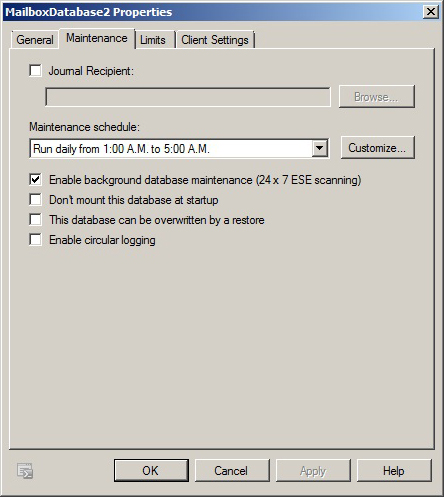 MailboxDatabase2 Properties
General Maintenance Limits Client Settings
Journal Recipient:
Browse...
Maintenance schedule:
Run daily from 1:00 A.M. to 5:00 A.M. Customize...
Enable background database maintenance (24 x 7 ESE scanning)
Don't mount this database at startup
This database can be overwritten by a restore
Enable circular logging
OK Cancel Apply Help